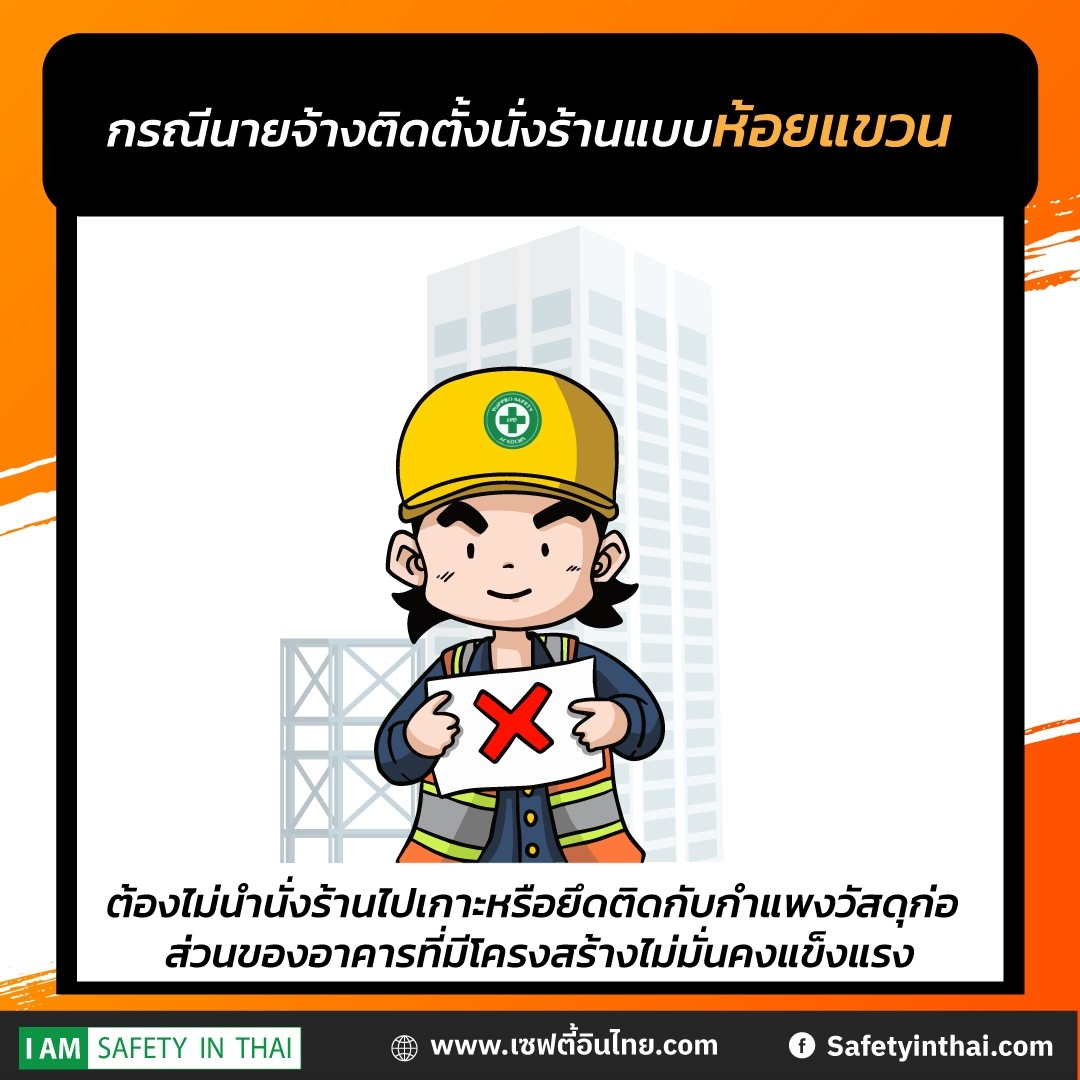 กรณีนายจ้างติดตั้งนั่งร้านแบบห้อยแขวน
ต้องไม่นำนั่งร้านไปเกาะหรือยึดติดกับกำแพงวัสดุก่อ
ส่วนของอาคารที่มีโครงสร้างไม่มั่นคงแข็งแรง
I AM SAFETY IN THAI
www.เซฟตี้อินไทย.com
Safetyinthai.com